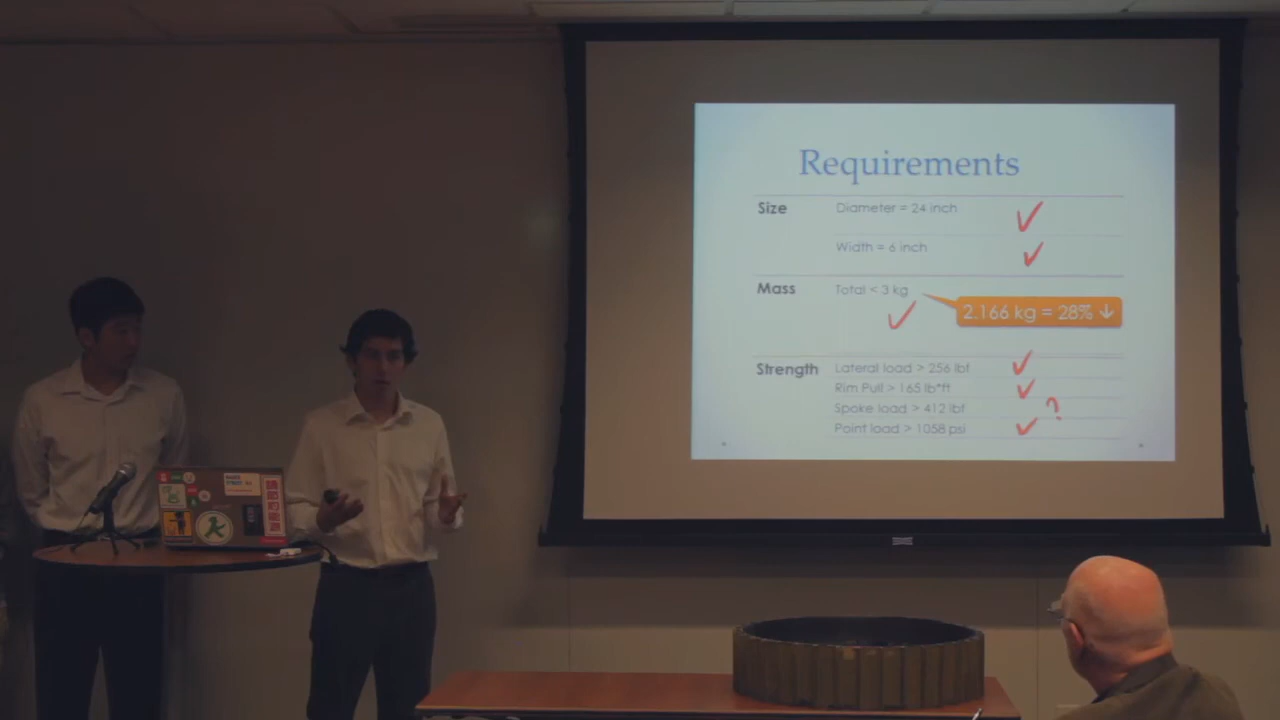 Requirements
Size Diameter = 24 inch
Width = 6 inch
Mass Total < 3 kg
2.166 kg = 28% ↓
Strength Lateral load > 256 lbf
Rim Pull > 165 lb*ft
Spoke load > 412 lbf ?
Point load > 1058 psi